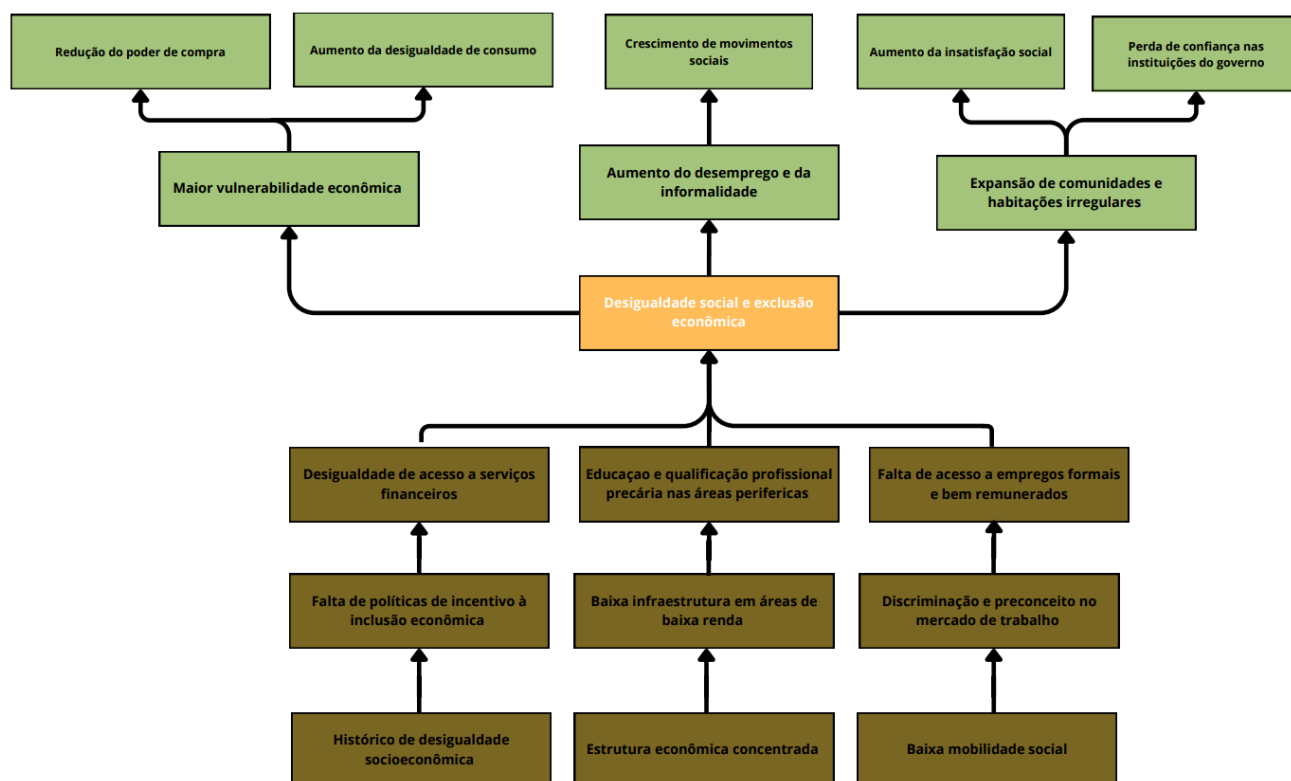 Redução do poder de compra
Aumento da desigualdade de consumo
Crescimento de movimentos
sociais
Aumento da insatisfação social
Perda de confiança nas
instituições do governo
Maior vulnerabilidade econômica
Aumento do desemprego e da
informalidade
Expansão de comunidades e
habitações irregulares
Desigualdade social e exclusão
econômica
Desigualdade de acesso a serviços
financeiros
Educaçao e qualificação profissional
precária nas áreas perifericas
Falta de acesso a empregos formais
e bem remunerados
Falta de políticas de incentivo à
inclusão econômica
Baixa infraestrutura em áreas de
baixa renda
Discriminação e preconceito no
mercado de trabalho
Histórico de desigualdade
socioeconômica
Estrutura econômica concentrada
Baixa mobilidade social